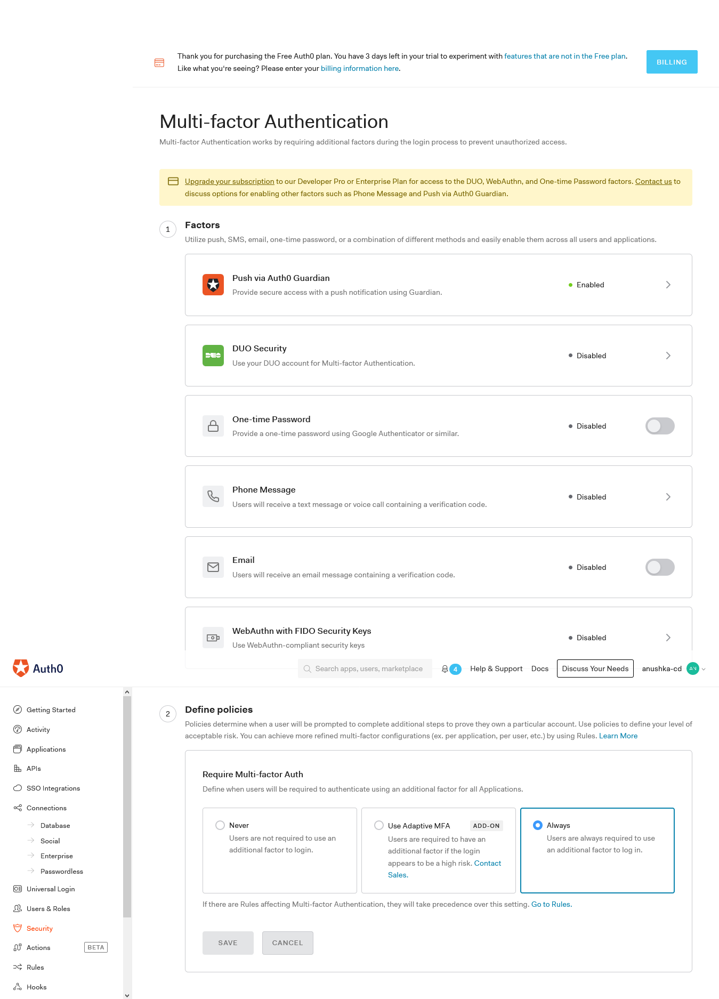 Thank you for purchasing the Free Auth0 plan. You have 3 days left in your trial to experiment with features that are not in the Free plan.
Like what you're seeing? Please enter your billing information here.
BILLING
Multi-factor Authentication
Multi-factor Authentication works by requiring additional factors during the login process to prevent unauthorized access.
Upgrade your subscription to our Developer Pro or Enterprise Plan for access to the DUO, WebAuthn, and One-time Password factors. Contact us to
discuss options for enabling other factors such as Phone Message and Push via Auth0 Guardian.
1
Factors
Utilize push, SMS, email, one-time password, or a combination of different methods and easily enable them across all users and applications.
Push via Auth0 Guardian
Provide secure access with a push notification using Guardian.
Enabled
DUO
DUO Security
Use your DUO account for Multi-factor Authentication.
Disabled
One-time Password
Provide a one-time password using Google Authenticator or similar.
Disabled
Phone Message
Users will receive a text message or voice call containing a verification code.
Disabled
Email
Users will receive an email message containing a verification code.
Disabled
WebAuthn with FIDO Security Keys
Use WebAuthn-compliant security keys
Disabled
Auth0
Search apps, users, marketplace
4
Help & Support
Docs
Discuss Your Needs
anushka-cd
AN
Getting Started
Activity
Applications
APIs
SSO Integrations
Connections
Database
Social
Enterprise
Passwordless
Universal Login
Users & Roles
Security
Actions
BETA
Rules
Hooks
2
Define policies
Policies determine when a user will be prompted to complete additional steps to prove they own a particular account. Use policies to define your level of
acceptable risk. You can achieve more refined multi-factor configurations (ex. per application, per user, etc.) by using Rules. Learn More
Require Multi-factor Auth
Define when users will be required to authenticate using an additional factor for all Applications.
Never
Users are not required to use an
additional factor to login.
Use Adaptive MFA
ADD-ON
Users are required to have an
additional factor if the login
appears to be a high risk. Contact
Sales.
Always
Users are always required to use
an additional factor to log in.
If there are Rules affecting Multi-factor Authentication, they will take precedence over this setting. Go to Rules.
SAVE
CANCEL